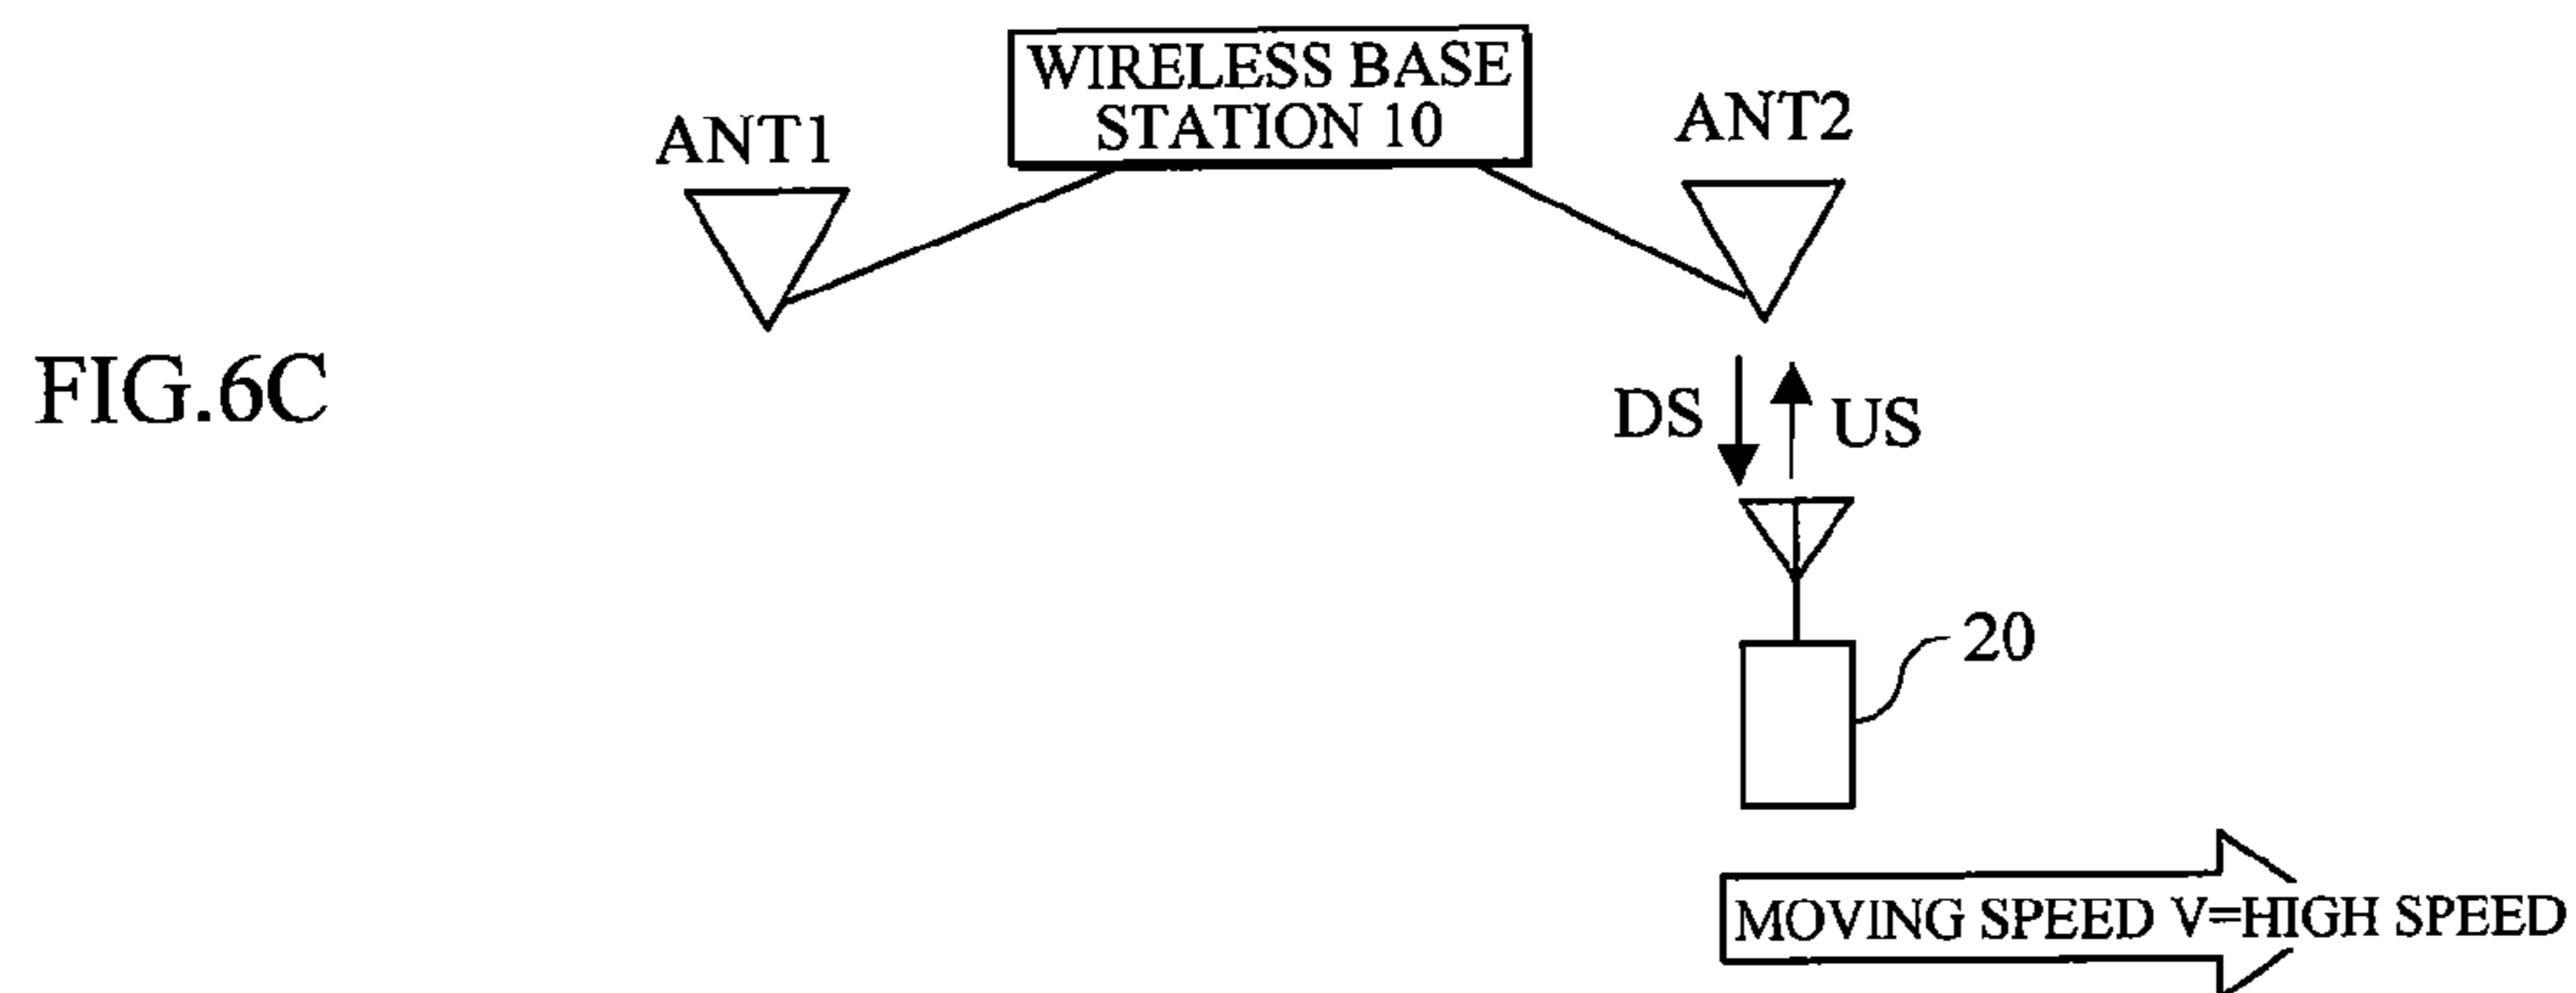 WIRELESS BASE
STATION 10
ANT1
ANT2
FIG.6C
DS
US
20
MOVING SPEED V=HIGH SPEED